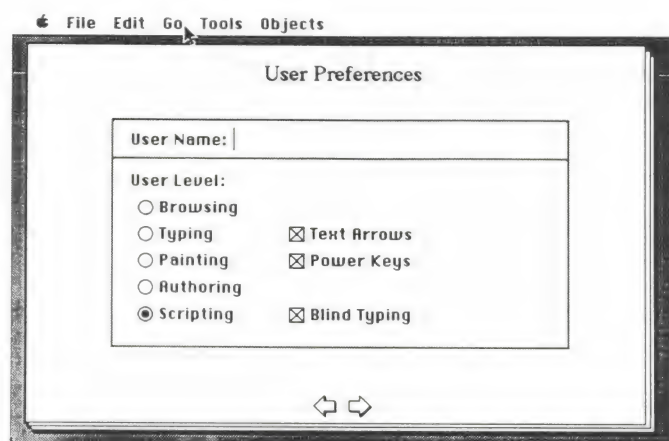 File Edit Go Tools Objects
User Preferences
User Name:
User Level:
Browsing
Typing Text Arrows
Painting Power Keys
Authoring
Scripting Blind Typing